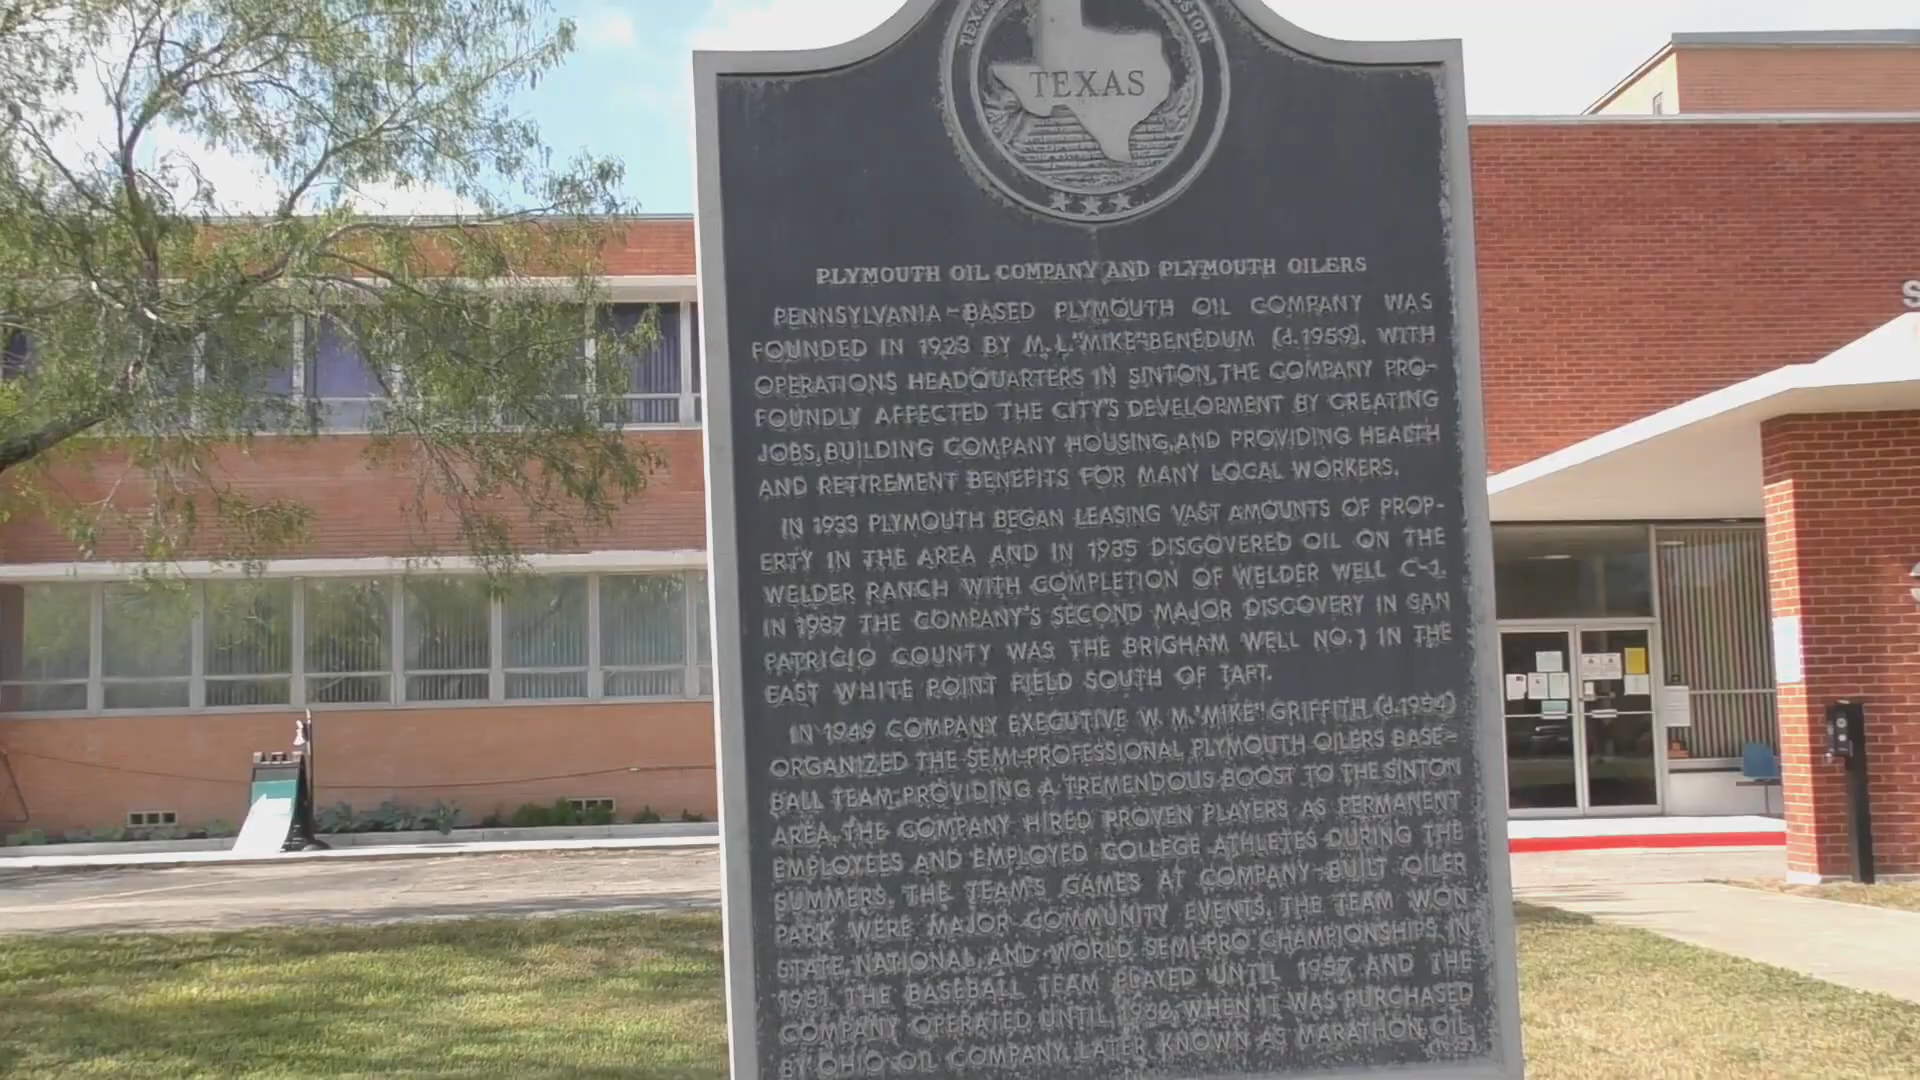 TEXAS
SSION
TEXAS
PLYMOUTH OIL COMPANY AND PLYMOUTH OILERS
PENNSYLVANIA-BASED PLYMOUTH OIL COMPANY WAS
FOUNDED IN 1923 BY M. L. "MIKE" BENEDUM (d.1959). WITH
OPERATIONS HEADQUARTERS IN SINTON, THE COMPANY PRO-
FOUNDLY AFFECTED THE CITY'S DEVELOPMENT BY CREATING
JOBS, BUILDING COMPANY HOUSING, AND PROVIDING HEALTH
AND RETIREMENT BENEFITS FOR MANY LOCAL WORKERS.
IN 1933 PLYMOUTH BEGAN LEASING VAST AMOUNTS OF PROP-
ERTY IN THE AREA AND IN 1935 DISCOVERED OIL ON THE
WELDER RANCH WITH COMPLETION OF WELDER WELL C-1.
IN 1937 THE COMPANY'S SECOND MAJOR DISCOVERY IN SAN
PATRICIO COUNTY WAS THE BRIGHAM WELL NO. 1 IN THE
EAST WHITE POINT FIELD SOUTH OF TAFT.
IN 1949 COMPANY EXECUTIVE W. M. "MIKE" GRIFFITH (d.1954)
ORGANIZED THE SEMI-PROFESSIONAL PLYMOUTH OILERS BASE-
BALL TEAM, PROVIDING A TREMENDOUS BOOST TO THE SINTON
AREA. THE COMPANY HIRED PROVEN PLAYERS AS PERMANENT
EMPLOYEES AND EMPLOYED COLLEGE ATHLETES DURING THE
SUMMERS. THE TEAM'S GAMES AT COMPANY-BUILT OILER
PARK WERE MAJOR COMMUNITY EVENTS. THE TEAM WON
STATE, NATIONAL, AND WORLD SEMI-PRO CHAMPIONSHIPS IN
1951. THE BASEBALL TEAM PLAYED UNTIL 1957, AND THE
COMPANY OPERATED UNTIL 1962, WHEN IT WAS PURCHASED
BY OHIO OIL COMPANY, LATER KNOWN AS MARATHON OIL.
S